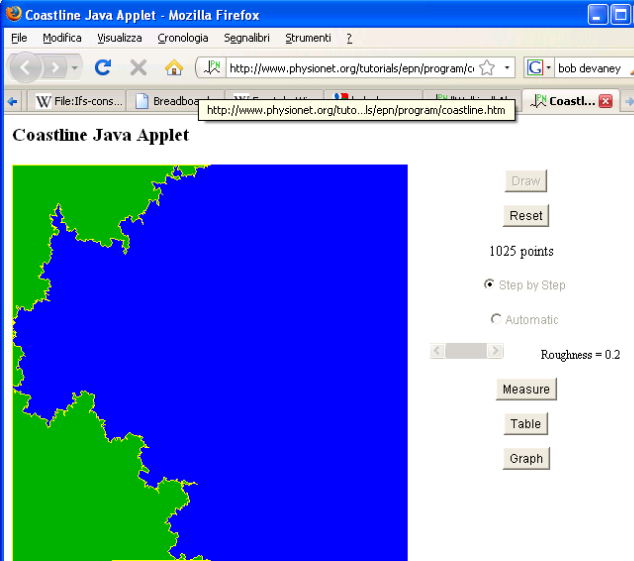 Coastline Java Applet - Mozilla Firefox
File Modifica Visualizza Cronologia Segnalibri Strumenti ?
http://www.physionet.org/tutorials/epn/program/c bob devaney
File:Ifs-cons... Breadboa Coastl...
http://www.physionet.org/tuto...ls/epn/program/coastline.htm
Coastline Java Applet
Draw
Reset
1025 points
Step by Step
Automatic
Roughness = 0.2
Measure
Table
Graph